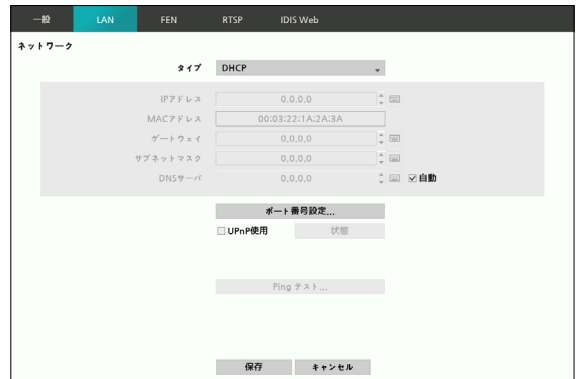 一般 LAN FEN RTSP IDIS Web
ネットワーク
タイプ DHCP
IPアドレス 0.0.0.0
MACアドレス 00:03:22:1A:2A:3A
ゲートウェイ 0.0.0.0
サブネットマスク 0.0.0.0
DNSサーバ 0.0.0.0 自動
ポート番号設定...
UPnP使用 状態
Ping テスト...
保存 キャンセル